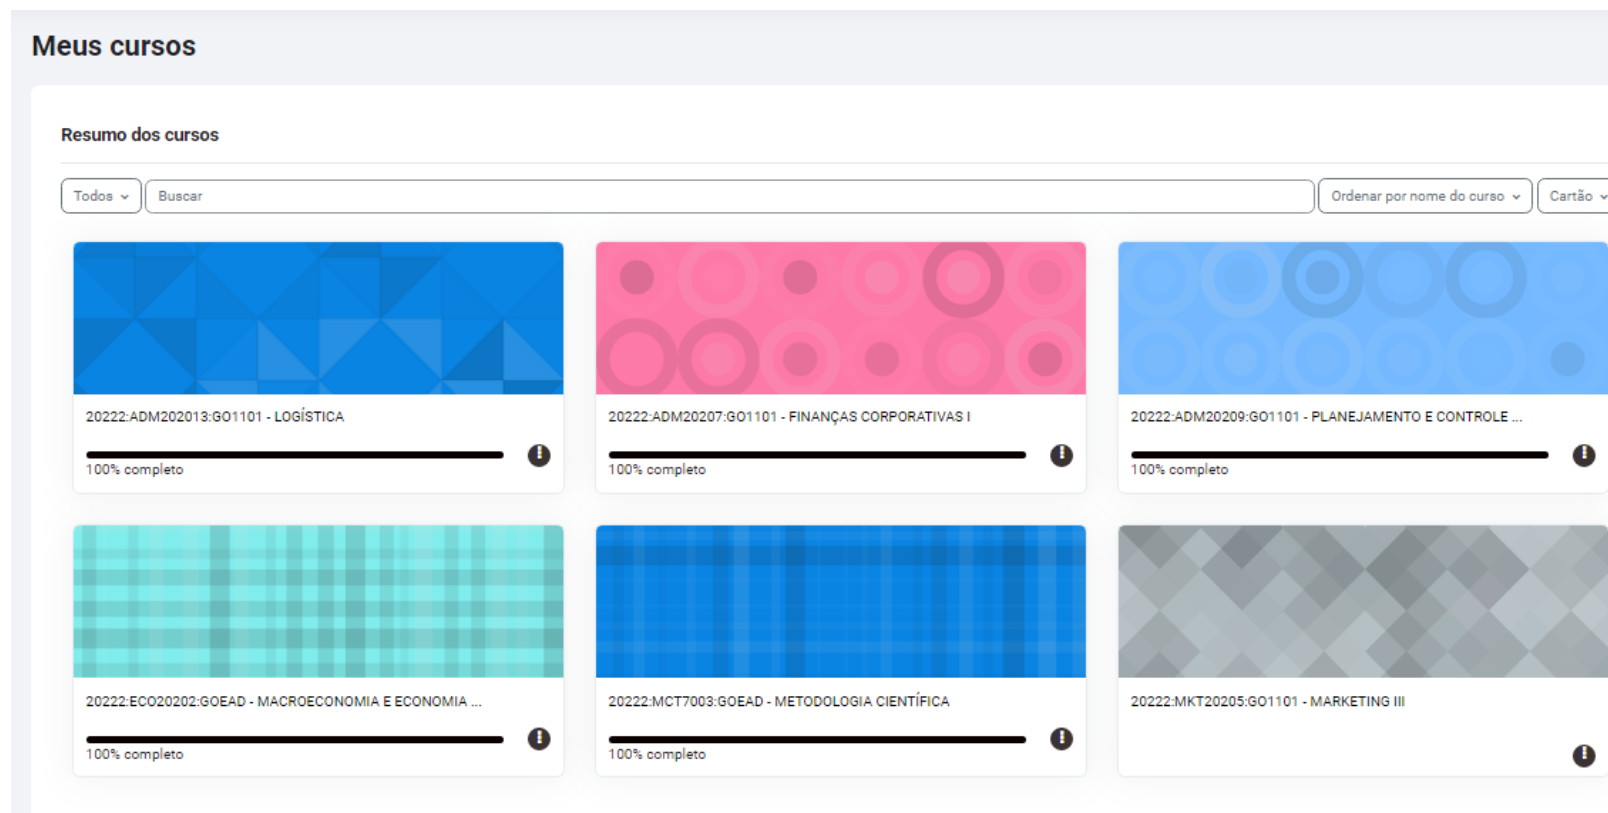 Meus cursos
Resumo dos cursos
Todos Buscar Ordenar por nome do curso Cartão
20222:ADM202013:GO1101 - LOGÍSTICA
100% completo
20222:ADM20207:GO1101 - FINANÇAS CORPORATIVAS I
100% completo
20222:ADM20209:GO1101 - PLANEJAMENTO E CONTROLE ...
100% completo
20222:ECO20202:GOEAD - MACROECONOMIA E ECONOMIA ...
100% completo
20222:MCT7003:GOEAD - METODOLOGIA CIENTÍFICA
100% completo
20222:MKT20205:GO1101 - MARKETING III